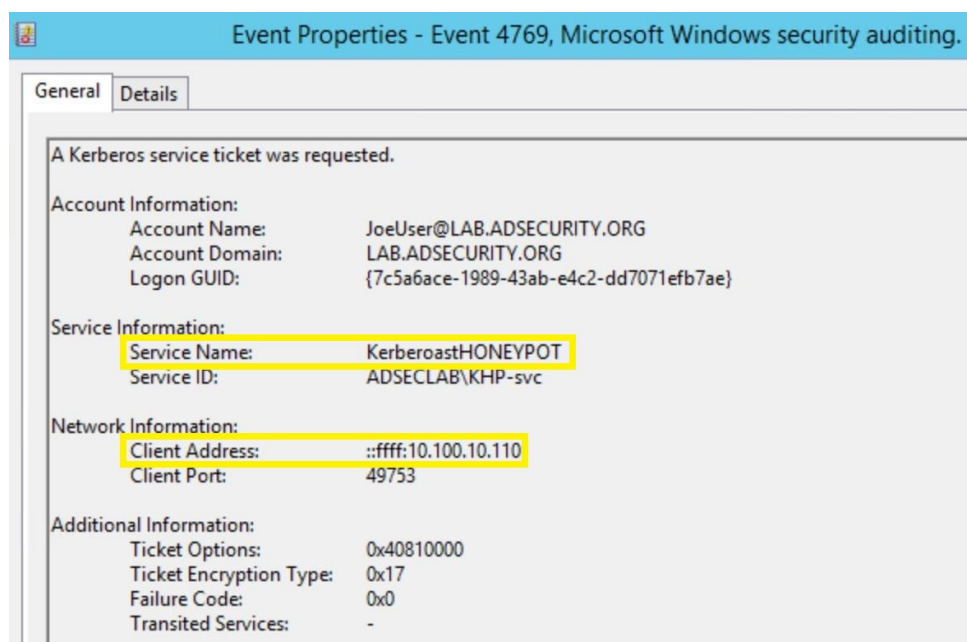 Event Properties - Event 4769, Microsoft Windows security auditing.
General Details
A Kerberos service ticket was requested.
Account Information:
Account Name: JoeUser@LAB.ADSECURITY.ORG
Account Domain: LAB.ADSECURITY.ORG
Logon GUID: {7c5a6ace-1989-43ab-e4c2-dd7071efb7ae}
Service Information:
Service Name: KerberoastHONEYPOT
Service ID: ADSECLAB\KHP-svc
Network Information:
Client Address: ::ffff:10.100.10.110
Client Port: 49753
Additional Information:
Ticket Options: 0x40810000
Ticket Encryption Type: 0x17
Failure Code: 0x0
Transited Services: -